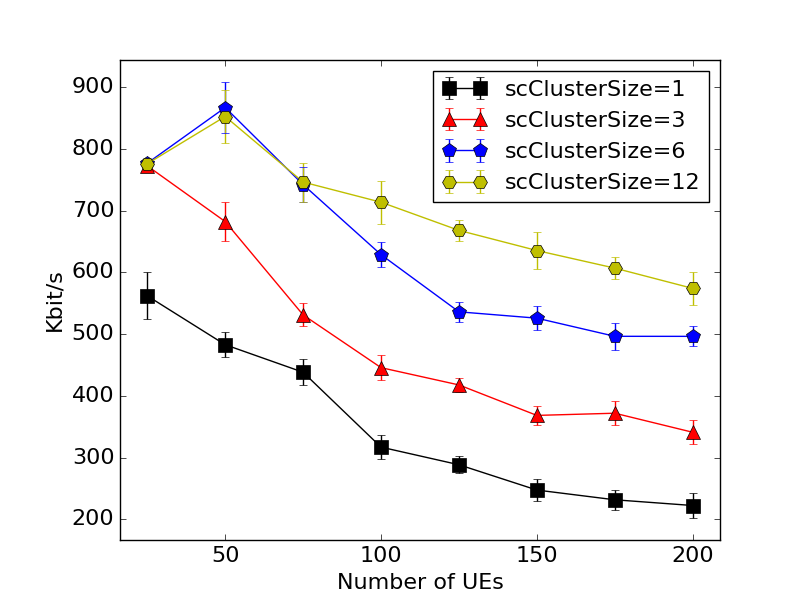 900
800
700
600
500
400
300
200
Kbit/s
scClusterSize=1
scClusterSize=3
scClusterSize=6
scClusterSize=12
50 100 150 200
Number of UEs